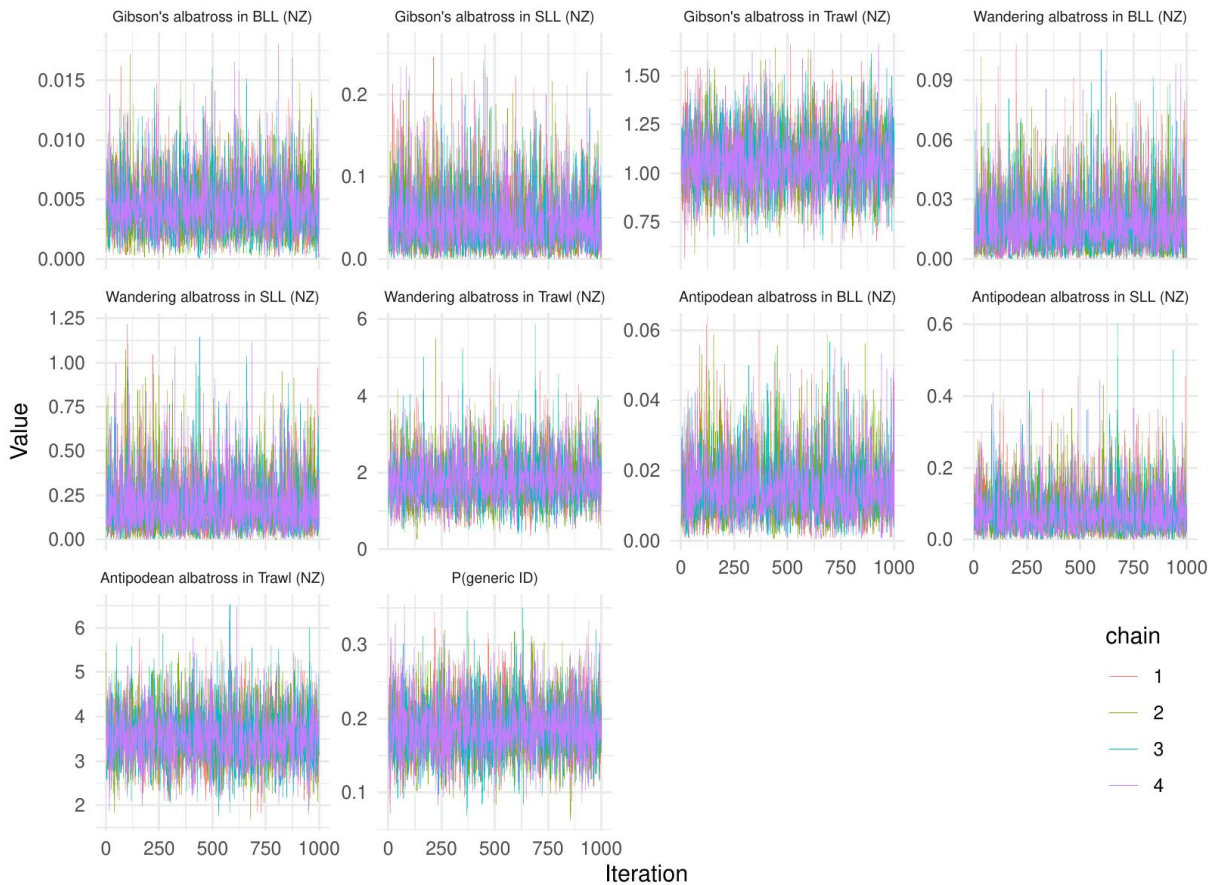 Gibson's albatross in BLL (NZ)
Gibson's albatross in SLL (NZ)
Gibson's albatross in Trawl (NZ)
Wandering albatross in BLL (NZ)
0.015
0.010
0.005
0.000
0.2
0.1
0.0
1.50
1.25
1.00
0.75
0.09
0.06
0.03
0.00
Wandering albatross in SLL (NZ)
Wandering albatross in Trawl (NZ)
Antipodean albatross in BLL (NZ)
Antipodean albatross in SLL (NZ)
1.25
1.00
0.75
0.50
0.25
0.00
6
4
2
0
0.06
0.04
0.02
0.00
0.6
0.4
0.2
0.0
0 250 500 750 1000
0 250 500 750 1000
Antipodean albatross in Trawl (NZ)
P(generic ID)
6
5
4
3
2
0.3
0.2
0.1
0 250 500 750 1000
0 250 500 750 1000
Value
Iteration
chain
1
2
3
4